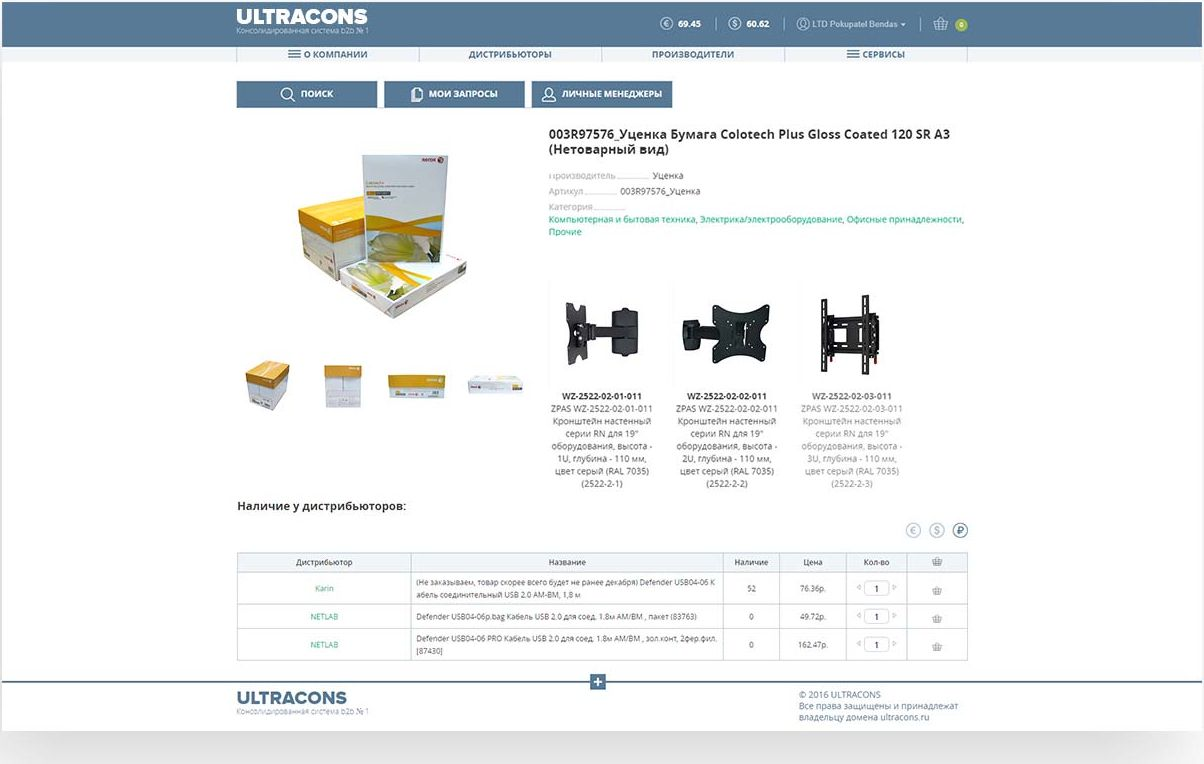 ULTRACONS
Консолидированная система b2b № 1
€ 69.45
$ 60.62
LTD Pokupatel Bendas
0
О КОМПАНИИ
ДИСТРИБЬЮТОРЫ
ПРОИЗВОДИТЕЛИ
СЕРВИСЫ
ПОИСК
МОИ ЗАПРОСЫ
ЛИЧНЫЕ МЕНЕДЖЕРЫ
003R97576_Уценка Бумага Colotech Plus Gloss Coated 120 SR A3
(Нетоварный вид)
Производитель Уценка
Артикул 003R97576_Уценка
Категория
Компьютерная и бытовая техника, Электрика/электрооборудование, Офисные принадлежности,
Прочие
xerox
WZ-2522-02-01-011
ZPAS WZ-2522-02-01-011
Кронштейн настенный
серии RN для 19"
оборудования, высота -
1U, глубина - 110 мм,
цвет серый (RAL 7035)
(2522-2-1)
WZ-2522-02-02-011
ZPAS WZ-2522-02-02-011
Кронштейн настенный
серии RN для 19"
оборудования, высота -
2U, глубина - 110 мм,
цвет серый (RAL 7035)
(2522-2-2)
WZ-2522-02-03-011
ZPAS WZ-2522-02-03-011
Кронштейн настенный
серии RN для 19"
оборудования, высота -
3U, глубина - 110 мм,
цвет серый (RAL 7035)
(2522-2-3)
Наличие у дистрибьюторов:
€ $ ₽
Дистрибьютор Название Наличие Цена Кол-во
Karin (Не заказываем, товар скорее всего будет не ранее декабря) Defender USB04-06 К
абель соединительный USB 2.0 AM-BM, 1,8 м 52 76.36р. 1
NETLAB Defender USB04-06p.bag Кабель USB 2.0 для соед. 1.8м AM/BM , пакет (83763) 0 49.72р. 1
NETLAB Defender USB04-06 PRO Кабель USB 2.0 для соед. 1.8м AM/BM , зол.конт, 2фер.фил.
[87430] 0 162.47р. 1
ULTRACONS
Консолидированная система b2b № 1
© 2016 ULTRACONS
Все права защищены и принадлежат
владельцу домена ultracons.ru